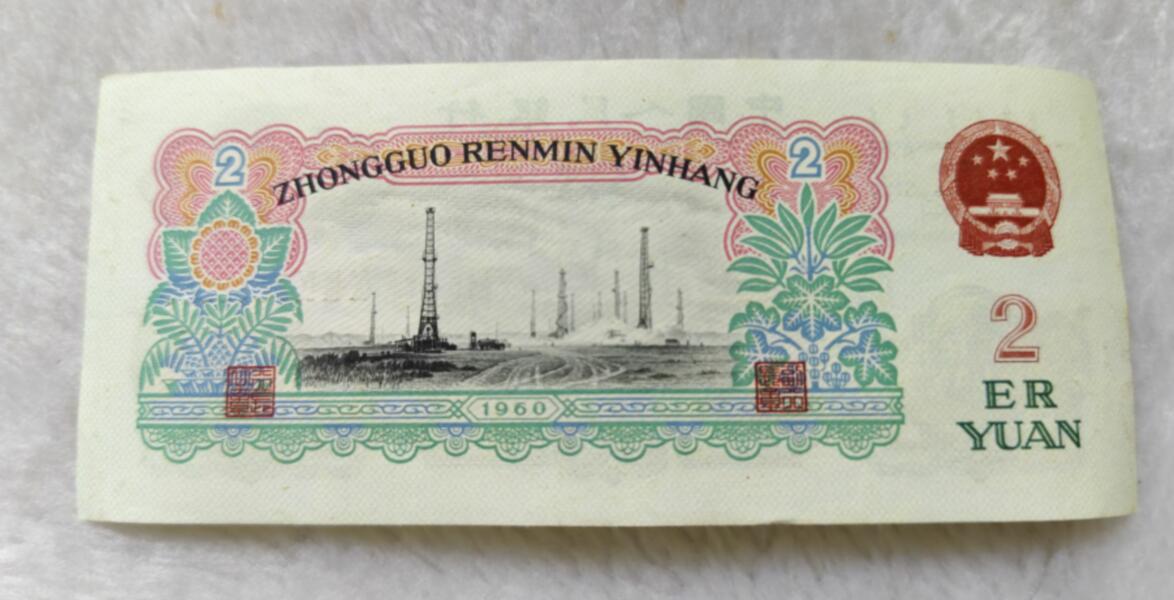 2
2
ZHONGGUO RENMIN YINHANG
2
ER
YUAN
1960